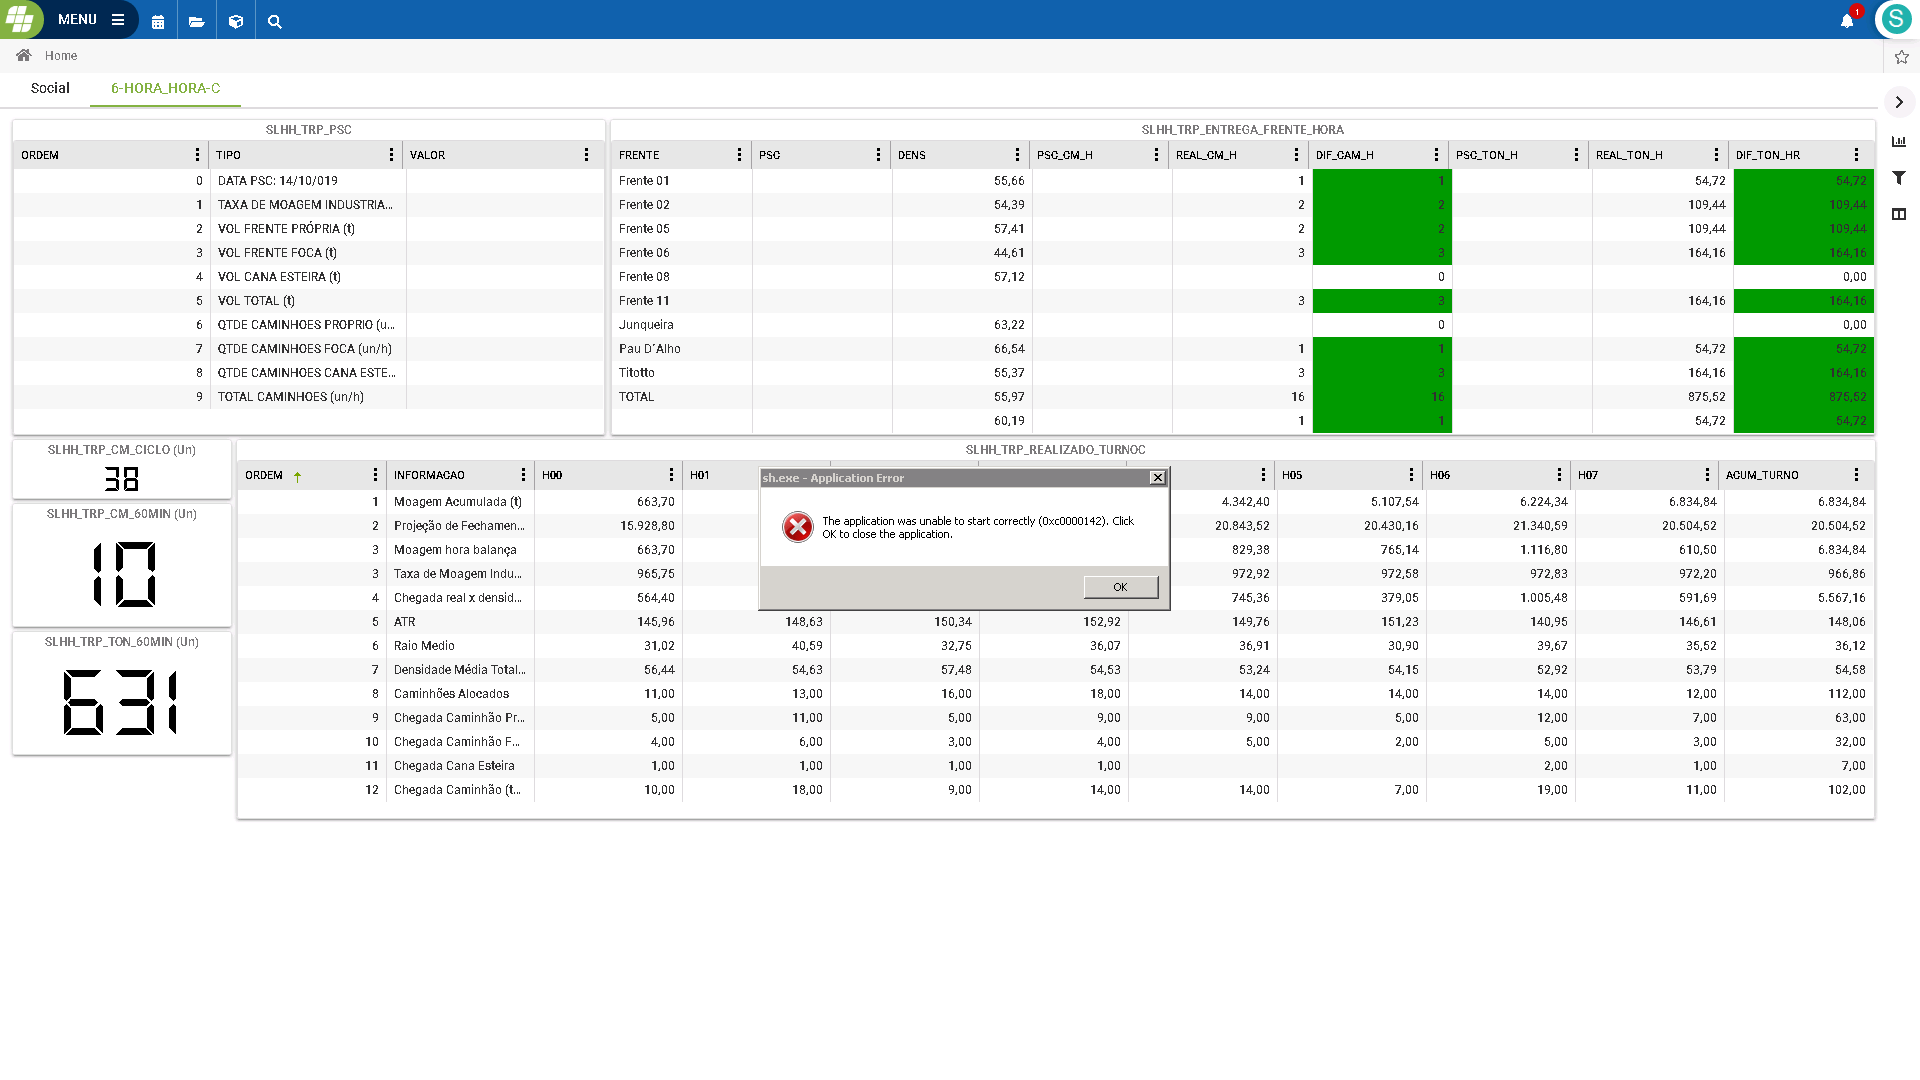 MENU
1
S
Home
Social 6-HORA_HORA-C
SLHH_TRP_PSC
ORDEM TIPO VALOR
0 DATA PSC: 14/10/019
1 TAXA DE MOAGEM INDUSTRIA...
2 VOL FRENTE PRÓPRIA (t)
3 VOL FRENTE FOCA (t)
4 VOL CANA ESTEIRA (t)
5 VOL TOTAL (t)
6 QTDE CAMINHOES PROPRIO (u...
7 QTDE CAMINHOES FOCA (un/h)
8 QTDE CAMINHOES CANA ESTE...
9 TOTAL CAMINHOES (un/h)
SLHH_TRP_ENTREGA_FRENTE_HORA
FRENTE PSC DENS PSC_CM_H REAL_CM_H DIF_CAM_H PSC_TON_H REAL_TON_H DIF_TON_HR
Frente 01 55,66 1 1 54,72 54,72
Frente 02 54,39 2 2 109,44 109,44
Frente 05 57,41 2 2 109,44 109,44
Frente 06 44,61 3 3 164,16 164,16
Frente 08 57,12 0 0,00
Frente 11 3 3 164,16 164,16
Junqueira 63,22 0 0,00
Pau D´Alho 66,54 1 1 54,72 54,72
Titotto 55,37 3 3 164,16 164,16
TOTAL 55,97 16 16 875,52 875,52
60,19 1 1 54,72 54,72
SLHH_TRP_CM_CICLO (Un)
38
SLHH_TRP_CM_60MIN (Un)
10
SLHH_TRP_TON_60MIN (Un)
631
SLHH_TRP_REALIZADO_TURNOC
ORDEM INFORMACAO H00 H01 H05 H06 H07 ACUM_TURNO
1 Moagem Acumulada (t) 663,70 4.342,40 5.107,54 6.224,34 6.834,84 6.834,84
2 Projeção de Fechamen... 15.928,80 20.843,52 20.430,16 21.340,59 20.504,52 20.504,52
3 Moagem hora balança 663,70 829,38 765,14 1.116,80 610,50 6.834,84
3 Taxa de Moagem Indu... 965,75 972,92 972,58 972,83 972,20 966,86
4 Chegada real x densid... 564,40 745,36 379,05 1.005,48 591,69 5.567,16
5 ATR 145,96 148,63 150,34 152,92 149,76 151,23 140,95 146,61 148,06
6 Raio Medio 31,02 40,59 32,75 36,07 36,91 30,90 39,67 35,52 36,12
7 Densidade Média Total... 56,44 54,63 57,48 54,53 53,24 54,15 52,92 53,79 54,58
8 Caminhões Alocados 11,00 13,00 16,00 18,00 14,00 14,00 14,00 12,00 112,00
9 Chegada Caminhão Pr... 5,00 11,00 5,00 9,00 9,00 5,00 12,00 7,00 63,00
10 Chegada Caminhão F... 4,00 6,00 3,00 4,00 5,00 2,00 5,00 3,00 32,00
11 Chegada Cana Esteira 1,00 1,00 1,00 1,00 2,00 1,00 7,00
12 Chegada Caminhão (t... 10,00 18,00 9,00 14,00 14,00 7,00 19,00 11,00 102,00
sh.exe - Application Error
The application was unable to start correctly (0xc0000142). Click
OK to close the application.
OK